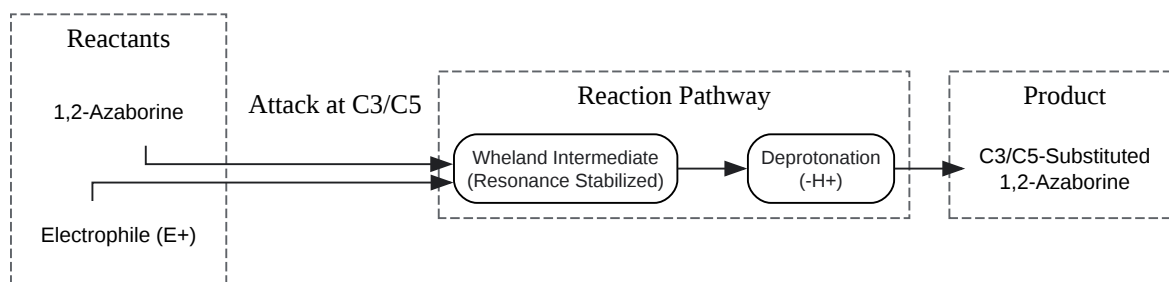 Reactants
1,2-Azaborine
Electrophile (E+)
Attack at C3/C5
Reaction Pathway
Wheland Intermediate
(Resonance Stabilized)
Deprotonation
(-H+)
Product
C3/C5-Substituted
1,2-Azaborine